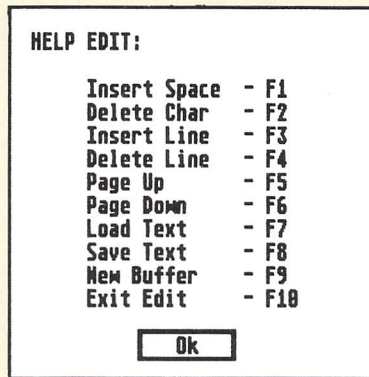 HELP EDIT:
Insert Space - F1
Delete Char - F2
Insert Line - F3
Delete Line - F4
Page Up - F5
Page Down - F6
Load Text - F7
Save Text - F8
New Buffer - F9
Exit Edit - F10
Ok